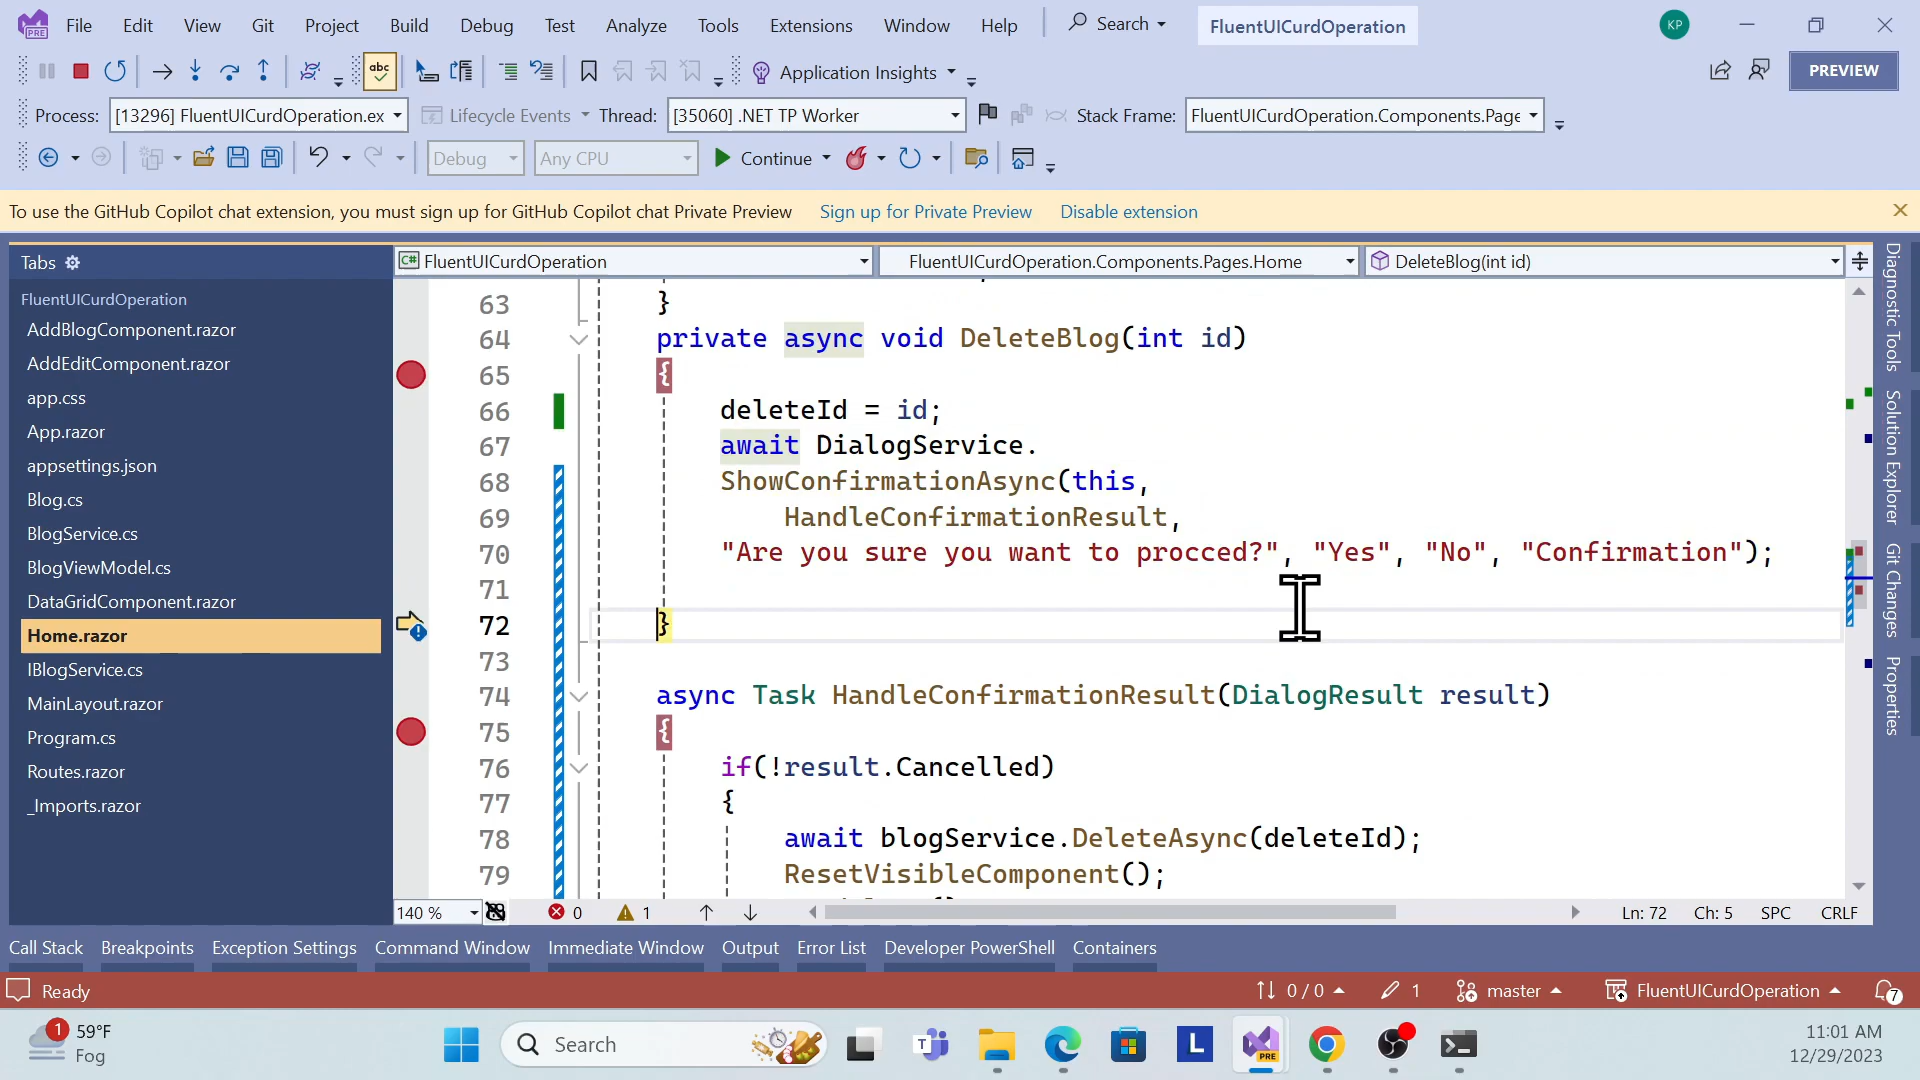 File Edit View Git Project Build Debug Test Analyze Tools Extensions Window Help Search FluentUICurdOperation KP
PRE
abc Application Insights PREVIEW
Process: [13296] FluentUICurdOperation.ex Lifecycle Events Thread: [35060] .NET TP Worker Stack Frame: FluentUICurdOperation.Components.Page
Debug Any CPU Continue
To use the GitHub Copilot chat extension, you must sign up for GitHub Copilot chat Private Preview Sign up for Private Preview Disable extension
Tabs
FluentUICurdOperation
AddBlogComponent.razor
AddEditComponent.razor
app.css
App.razor
appsettings.json
Blog.cs
BlogService.cs
BlogViewModel.cs
DataGridComponent.razor
Home.razor
IBlogService.cs
MainLayout.razor
Program.cs
Routes.razor
_Imports.razor
C# FluentUICurdOperation FluentUICurdOperation.Components.Pages.Home DeleteBlog(int id)
63 }
64 private async void DeleteBlog(int id)
65 {
66 deleteId = id;
67 await DialogService.
68 ShowConfirmationAsync(this,
69 HandleConfirmationResult,
70 "Are you sure you want to procced?", "Yes", "No", "Confirmation");
71
72 }
73
74 async Task HandleConfirmationResult(DialogResult result)
75 {
76 if(!result.Cancelled)
77 {
78 await blogService.DeleteAsync(deleteId);
79 ResetVisibleComponent();
140 % 0 1 Ln: 72 Ch: 5 SPC CRLF
Diagnostic Tools
Solution Explorer
Git Changes
Properties
Call Stack Breakpoints Exception Settings Command Window Immediate Window Output Error List Developer PowerShell Containers
Ready 0 / 0 1 master FluentUICurdOperation 7
1 59°F
Fog
Search T L PRE
11:01 AM
12/29/2023